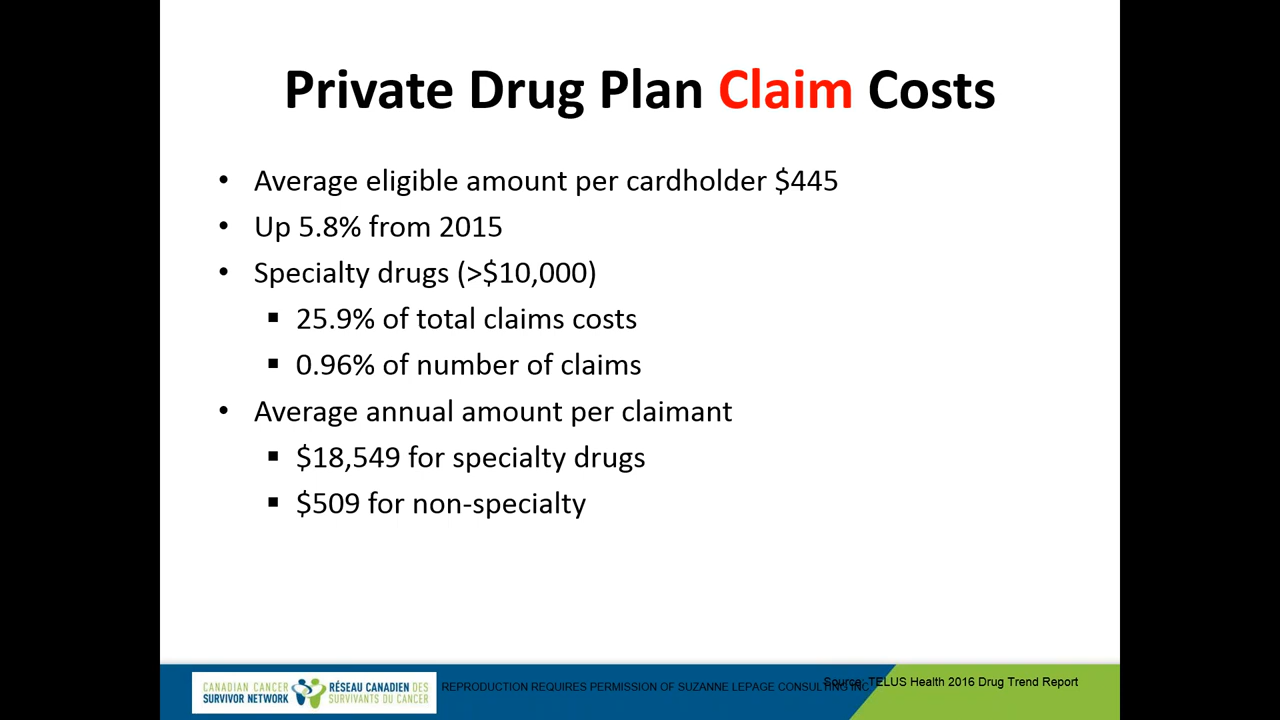 Private Drug Plan Claim Costs
• Average eligible amount per cardholder $445
• Up 5.8% from 2015
• Specialty drugs (>$10,000)
▪ 25.9% of total claims costs
▪ 0.96% of number of claims
• Average annual amount per claimant
▪ $18,549 for specialty drugs
▪ $509 for non-specialty
CANADIAN CANCER
SURVIVOR NETWORK
RÉSEAU CANADIEN DES
SURVIVANTS DU CANCER
REPRODUCTION REQUIRES PERMISSION OF SUZANNE LEPAGE CONSULTING INC
Source: TELUS Health 2016 Drug Trend Report